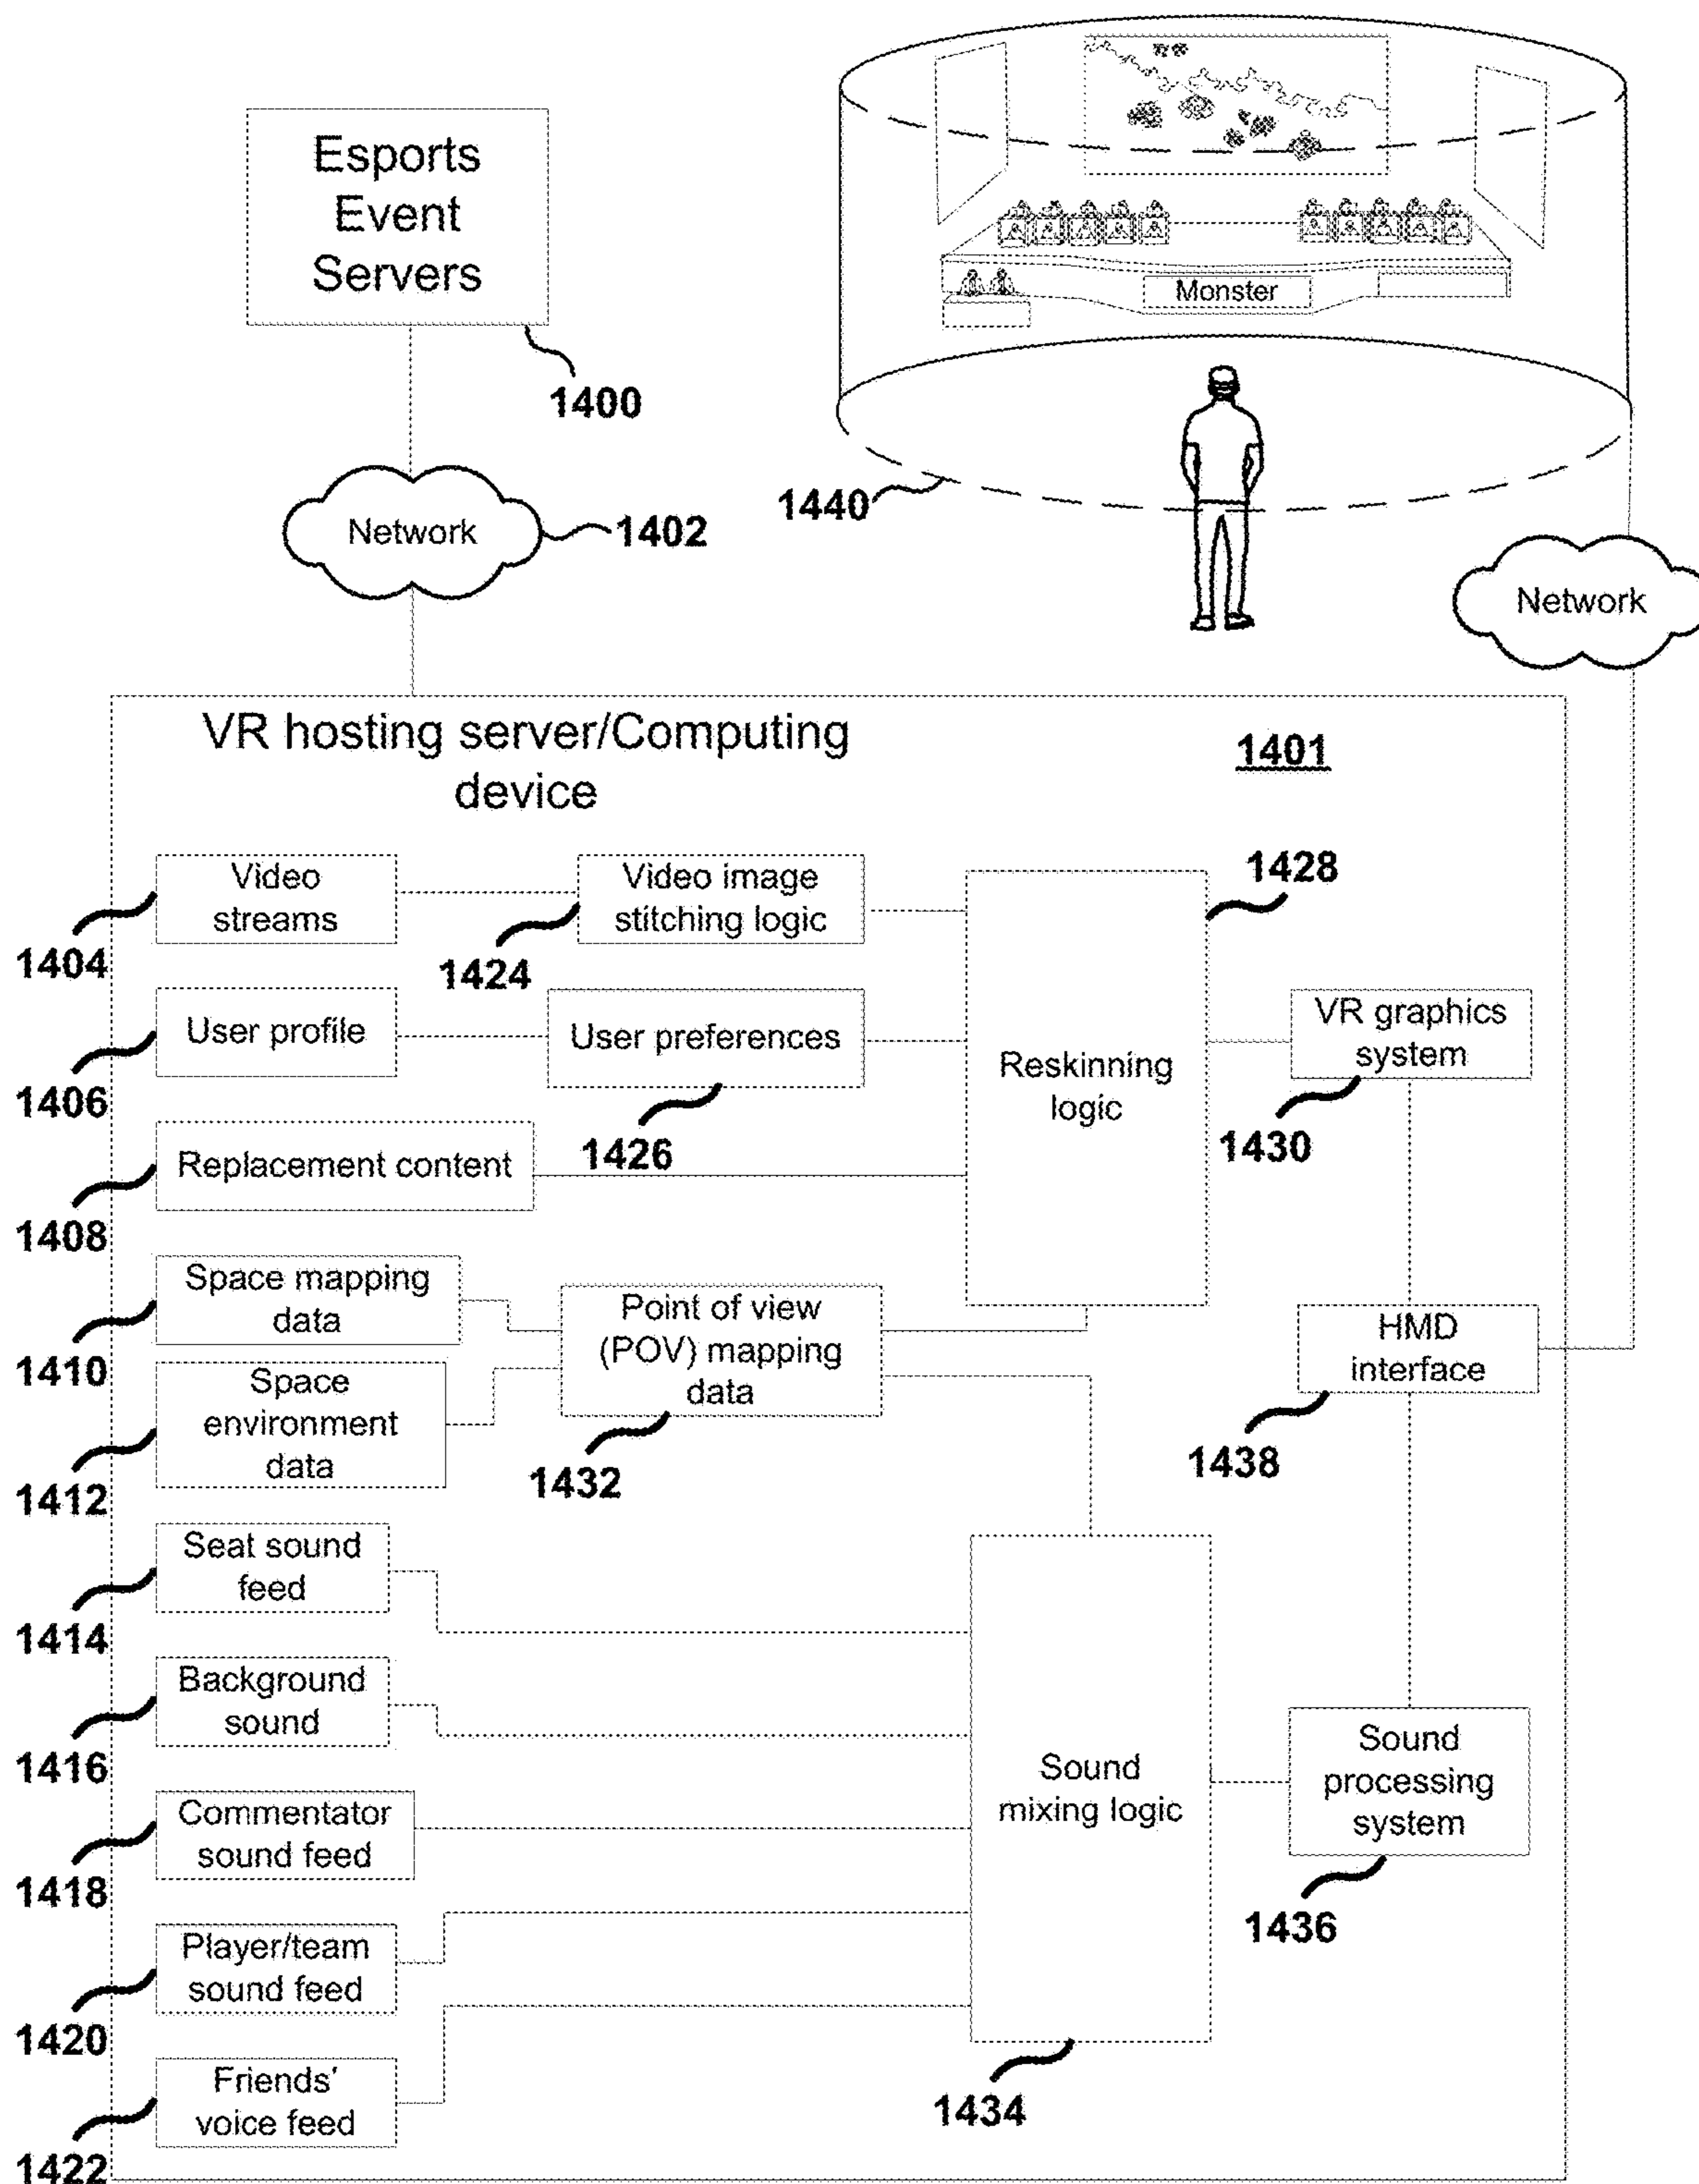 Esports
Event
Servers
1400
Monster
1440
Network
1402
Network
VR hosting server/Computing
device
1401
Video
streams
1404
Video image
stitching logic
1424
1428
User profile
1406
User preferences
1426
Reskinning
logic
VR graphics
system
1430
Replacement content
1408
Space mapping
data
1410
Point of view
(POV) mapping
data
1432
HMD
interface
1438
Space
environment
data
1412
Seat sound
feed
1414
Background
sound
1416
Sound
mixing logic
1434
Sound
processing
system
1436
Commentator
sound feed
1418
Player/team
sound feed
1420
Friends'
voice feed
1422